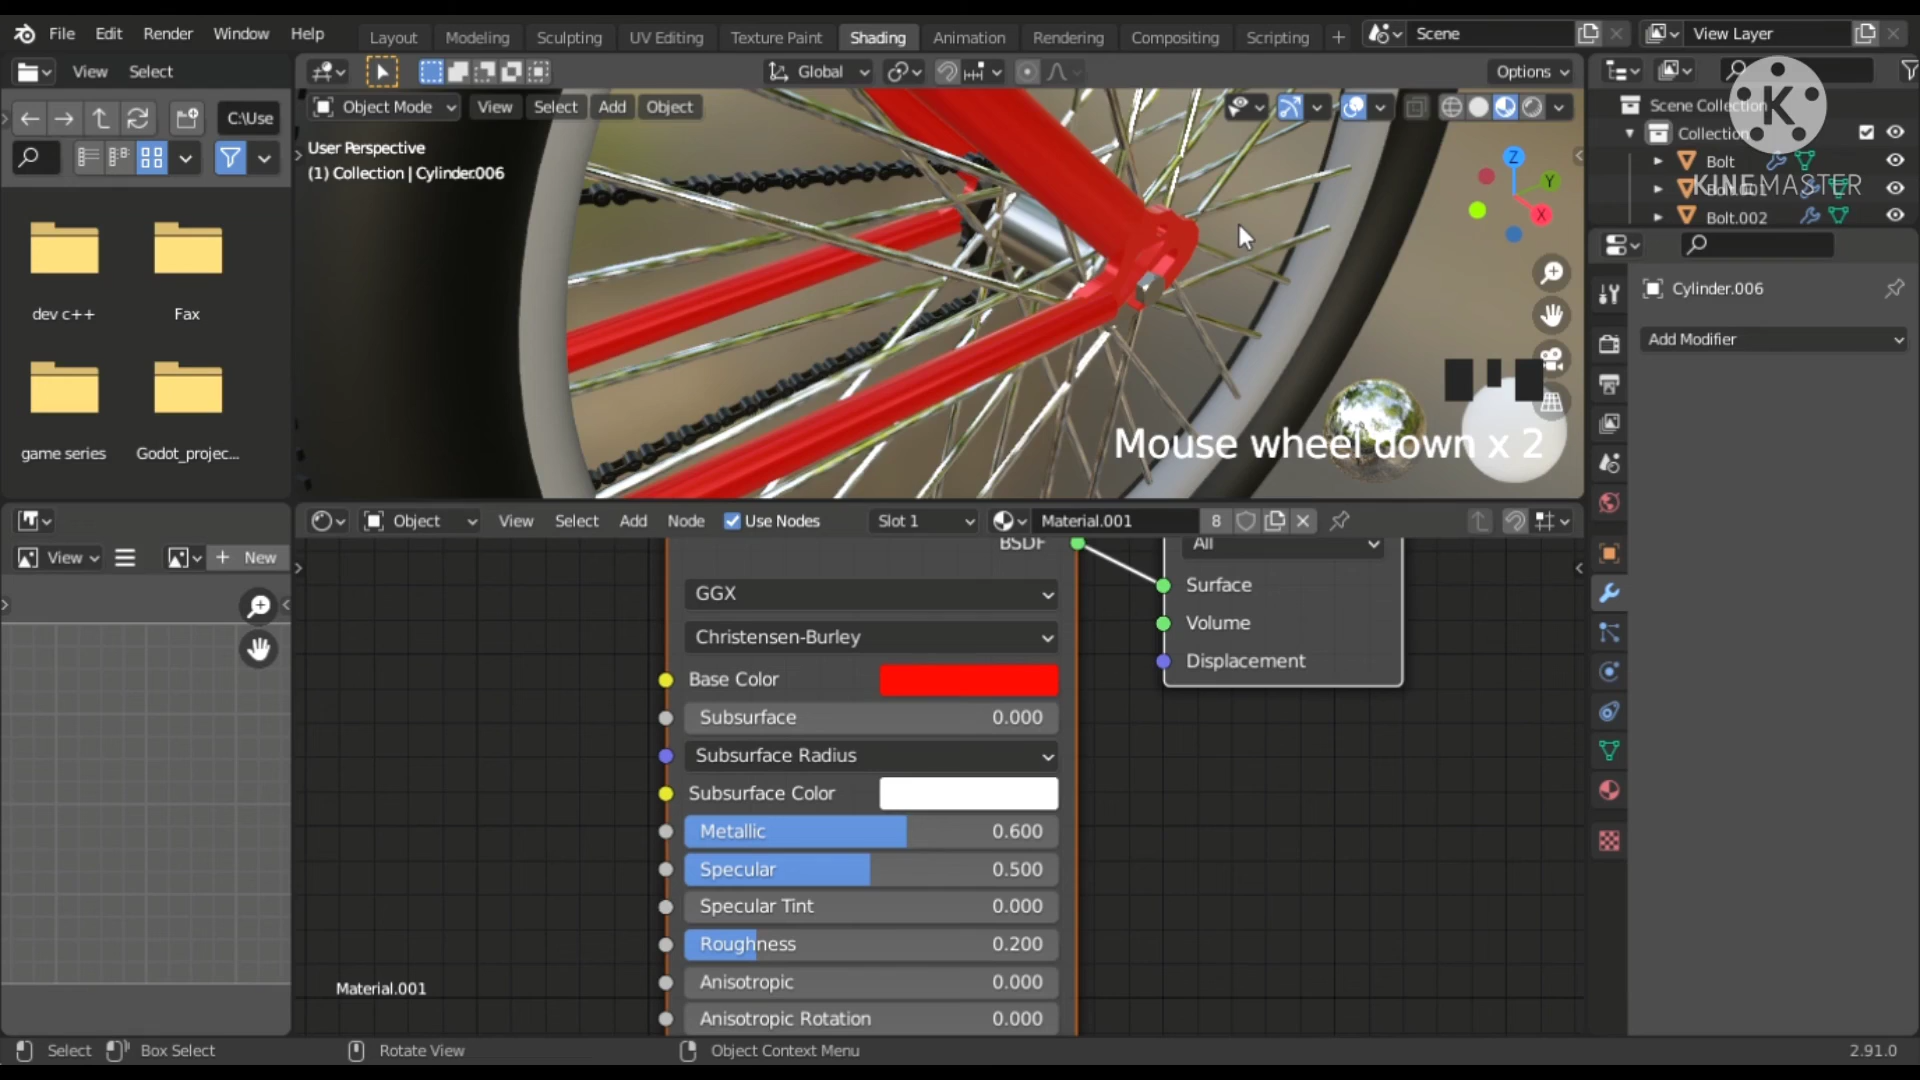 File Edit Render Window Help Layout Modeling Sculpting UV Editing Texture Paint Shading Animation Rendering Compositing Scripting + Scene View Layer
View Select Global Options
C:\Use Object Mode View Select Add Object Scene Collection
Collection
User Perspective
(1) Collection | Cylinder.006
Bolt
KINEMASTER
Bolt.002
Cylinder.006
Add Modifier
dev c++ Fax
game series Godot_projec...
Mouse wheel down x 2
Object View Select Add Node Use Nodes Slot 1 Material.001 8
View + New
BSDF All
GGX Surface
Christensen-Burley Volume
Base Color Displacement
Subsurface 0.000
Subsurface Radius
Subsurface Color
Metallic 0.600
Specular 0.500
Specular Tint 0.000
Roughness 0.200
Anisotropic 0.000
Anisotropic Rotation 0.000
Material.001
Select Box Select Rotate View Object Context Menu 2.91.0